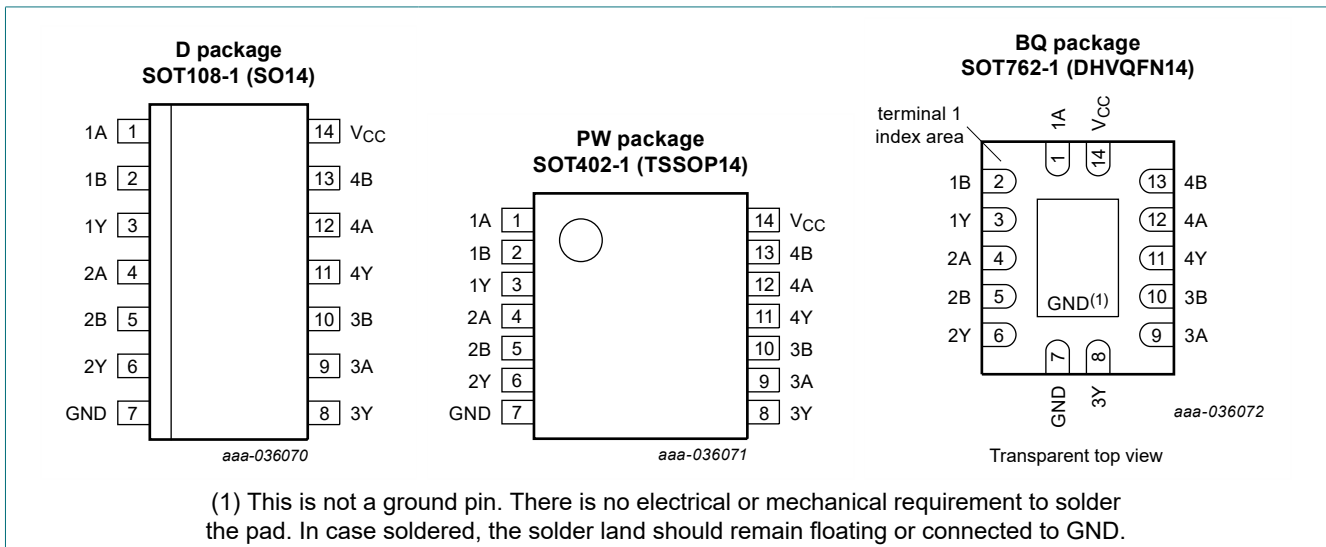 D package
SOT108-1 (SO14)
1A 1
14 VCC
1B 2
13 4B
1Y 3
12 4A
2A 4
11 4Y
2B 5
10 3B
2Y 6
9 3A
GND 7
8 3Y
aaa-036070
PW package
SOT402-1 (TSSOP14)
1A 1
14 VCC
1B 2
13 4B
1Y 3
12 4A
2A 4
11 4Y
2B 5
10 3B
2Y 6
9 3A
GND 7
8 3Y
aaa-036071
BQ package
SOT762-1 (DHVQFN14)
terminal 1
index area
1A
VCC
1
14
1B 2
13 4B
1Y 3
12 4A
2A 4
11 4Y
2B 5
10 3B
GND(1)
2Y 6
9 3A
7
8
GND
3Y
aaa-036072
Transparent top view
(1) This is not a ground pin. There is no electrical or mechanical requirement to solder
the pad. In case soldered, the solder land should remain floating or connected to GND.